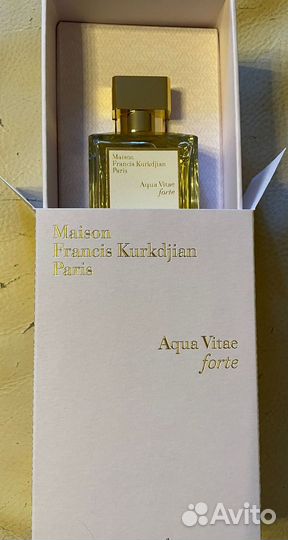 Maison
Francis Kurkdjian
Paris
Aqua Vitae
forte
Maison
Francis Kurkdjian
Paris
Aqua Vitae
forte
Avito